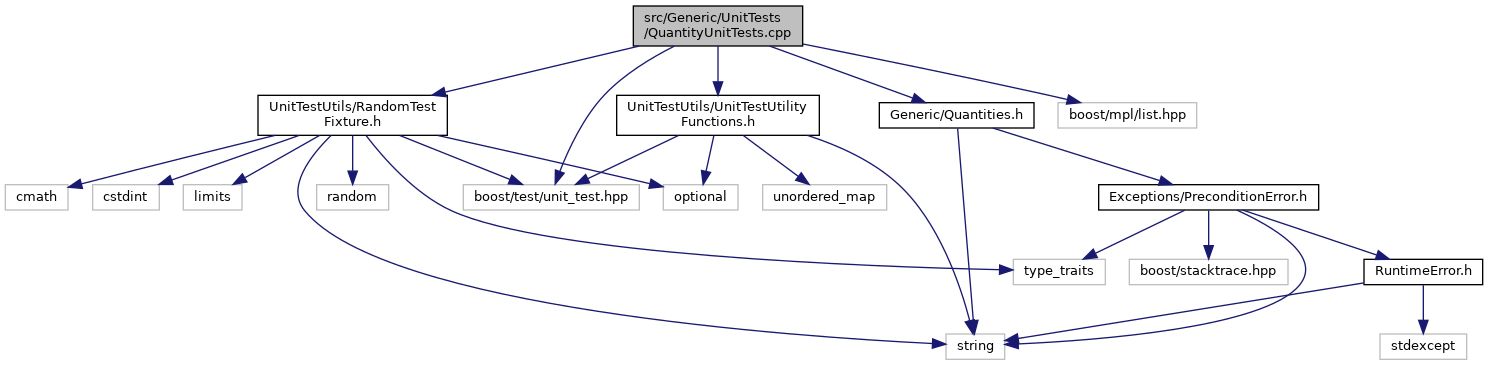 src/Generic/UnitTests
/QuantityUnitTests.cpp
UnitTestUtils/RandomTest
Fixture.h
UnitTestUtils/UnitTestUtility
Functions.h
Generic/Quantities.h
boost/mpl/list.hpp
cmath
cstdint
limits
random
boost/test/unit_test.hpp
optional
unordered_map
Exceptions/PreconditionError.h
type_traits
boost/stacktrace.hpp
RuntimeError.h
string
stdexcept